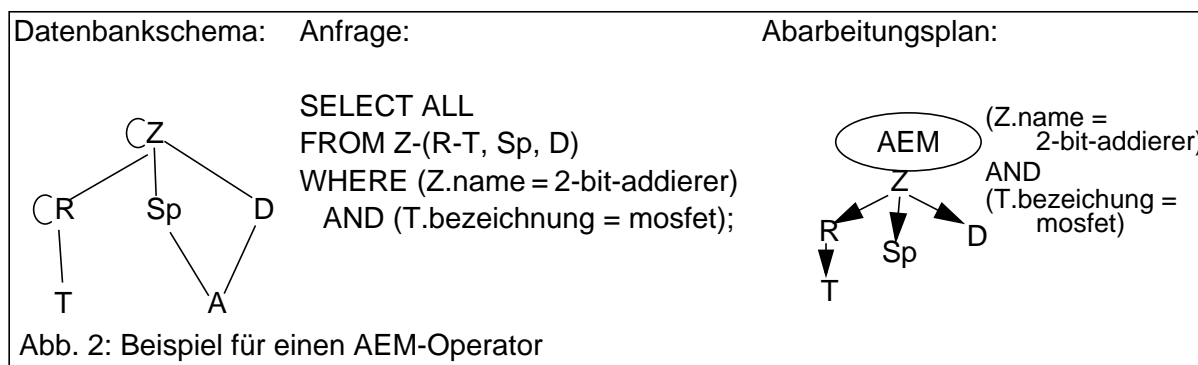 Datenbankschema:
Z
R Sp D
T A
Anfrage:
SELECT ALL
FROM Z-(R-T, Sp, D)
WHERE (Z.name = 2-bit-addierer)
AND (T.bezeichnung = mosfet);
Abarbeitungsplan:
AEM
(Z.name =
2-bit-addierer)
AND
(T.bezeichung =
mosfet)
Z
R Sp D
T
Abb. 2: Beispiel für einen AEM-Operator